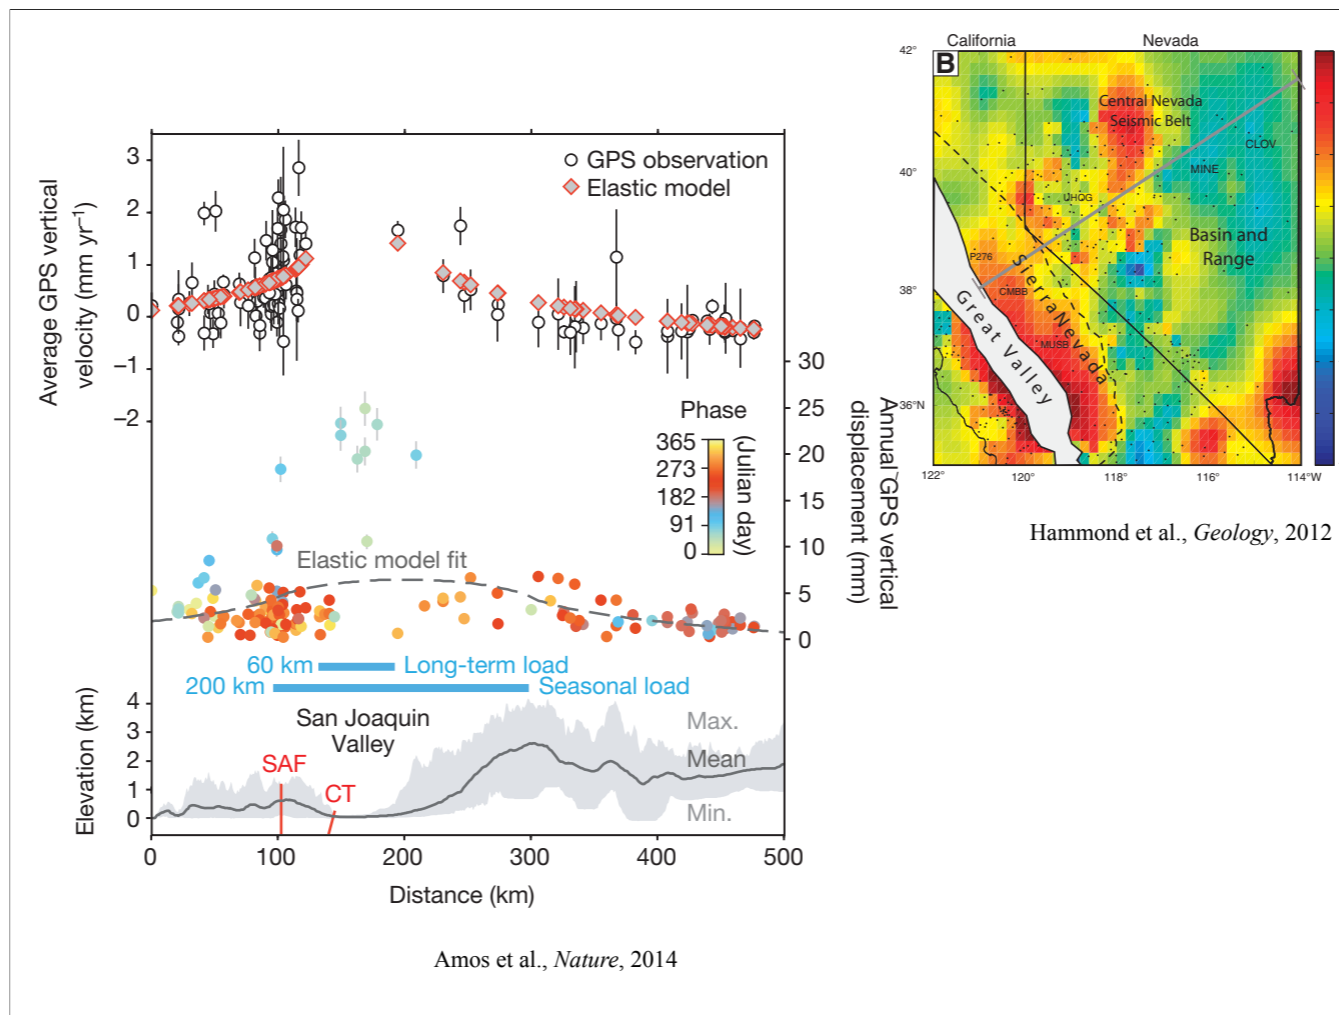 California
Nevada
42°
B
Central Nevada
Seismic Belt
CLOV
40°
MINE
UHOG
Basin and
Range
P276
38°
CMBB
Sierra Nevada
Great Valley
MUSB
36°N
122°
120°
118°
116°
114°W
Hammond et al., Geology, 2012
GPS observation
Elastic model
Average GPS vertical
velocity (mm yr–1)
3
2
1
0
–1
–2
30
25
20
15
10
5
0
Annual GPS vertical
displacement (mm)
Phase
365
273
182
91
0
(Julian day)
Elastic model fit
60 km
Long-term load
200 km
Seasonal load
Elevation (km)
4
3
2
1
0
San Joaquin
Valley
SAF
CT
Max.
Mean
Min.
0
100
200
300
400
500
Distance (km)
Amos et al., Nature, 2014